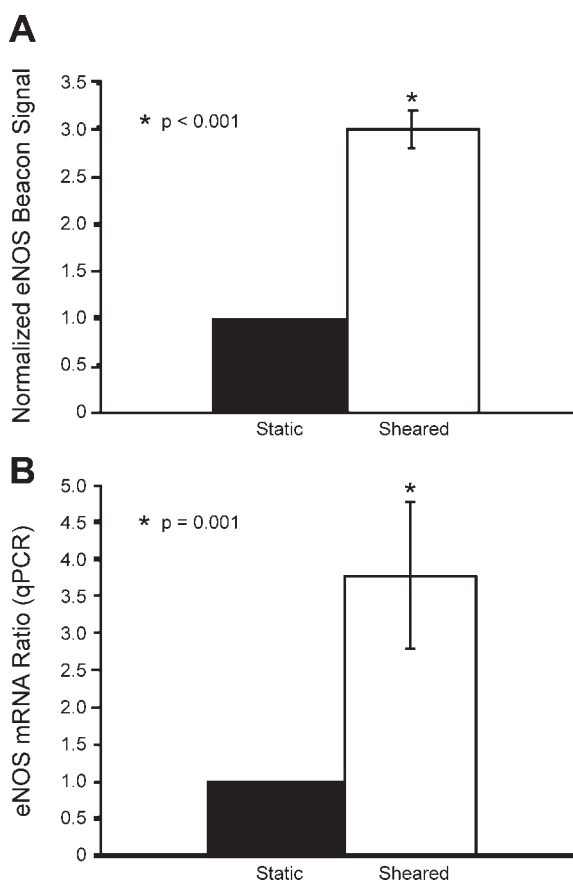 A
Normalized eNOS Beacon Signal
3.5
3.0
2.5
2.0
1.5
1.0
0.5
0
* p < 0.001
*
Static Sheared
B
eNOS mRNA Ratio (qPCR)
5.0
4.5
4.0
3.5
3.0
2.5
2.0
1.5
1.0
0.5
0
* p = 0.001
*
Static Sheared